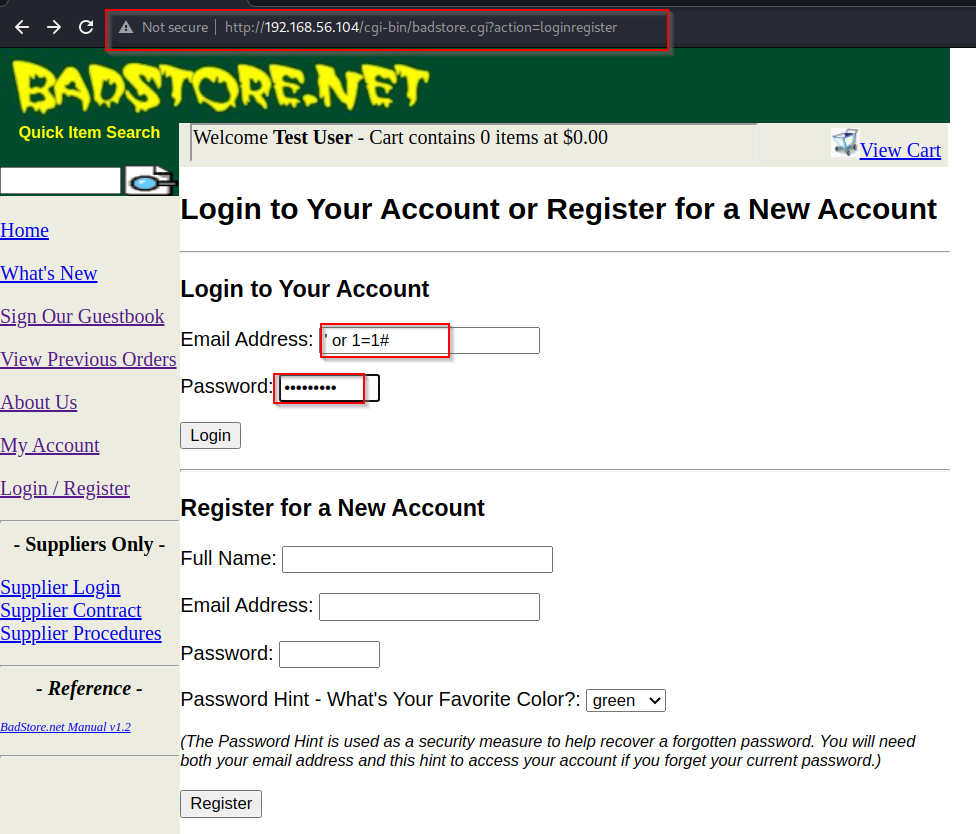 Not secure | http://192.168.56.104/cgi-bin/badstore.cgi?action=loginregister
BADSTORE.NET
Quick Item Search
Welcome Test User - Cart contains 0 items at $0.00
View Cart
Login to Your Account or Register for a New Account
Home
What's New
Sign Our Guestbook
View Previous Orders
About Us
My Account
Login / Register
- Suppliers Only -
Supplier Login
Supplier Contract
Supplier Procedures
- Reference -
BadStore.net Manual v1.2
Login to Your Account
Email Address: ' or 1=1#
Password: •••••••••
Login
Register for a New Account
Full Name:
Email Address:
Password:
Password Hint - What's Your Favorite Color?: green
(The Password Hint is used as a security measure to help recover a forgotten password. You will need
both your email address and this hint to access your account if you forget your current password.)
Register